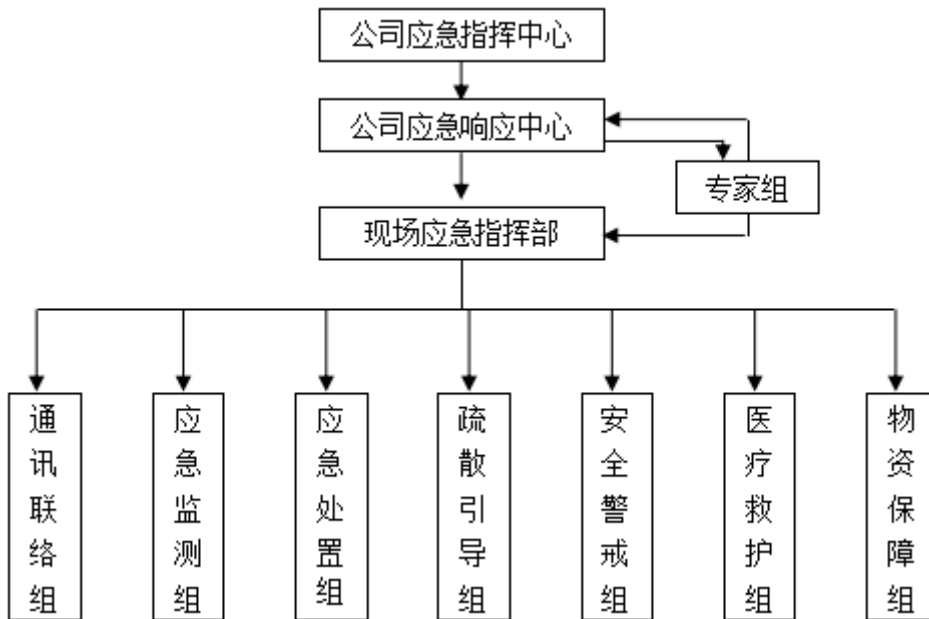 公司应急指挥中心
公司应急响应中心
专家组
现场应急指挥部
通讯联络组
应急监测组
应急处置组
疏散引导组
安全警戒组
医疗救护组
物资保障组